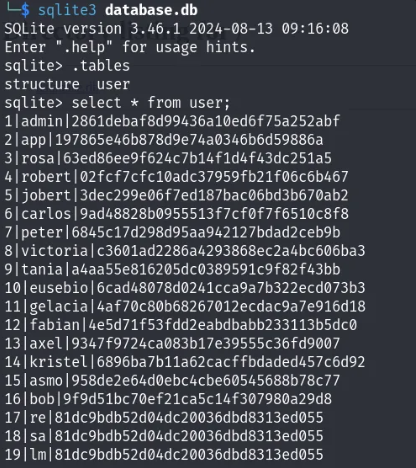 └─$ sqlite3 database.db
SQLite version 3.46.1 2024-08-13 09:16:08
Enter ".help" for usage hints.
sqlite> .tables
structure  user
sqlite> select * from user;
1|admin|2861debaf8d99436a10ed6f75a252abf
2|app|197865e46b878d9e74a0346b6d59886a
3|rosa|63ed86ee9f624c7b14f1d4f43dc251a5
4|robert|02fcf7cfc10adc37959fb21f06c6b467
5|jobert|3dec299e06f7ed187bac06bd3b670ab2
6|carlos|9ad48828b0955513f7cf0f7f6510c8f8
7|peter|6845c17d298d95aa942127bdad2ceb9b
8|victoria|c3601ad2286a4293868ec2a4bc606ba3
9|tania|a4aa55e816205dc0389591c9f82f43bb
10|eusebio|6cad48078d0241cca9a7b322ecd073b3
11|gelacia|4af70c80b68267012ecdac9a7e916d18
12|fabian|4e5d71f53fdd2eabdbabb233113b5dc0
13|axel|9347f9724ca083b17e39555c36fd9007
14|kristel|6896ba7b11a62cacffbdaded457c6d92
15|asmo|958de2e64d0ebc4cbe60545688b78c77
16|bob|9f9d51bc70ef21ca5c14f307980a29d8
17|re|81dc9bdb52d04dc20036dbd8313ed055
18|sa|81dc9bdb52d04dc20036dbd8313ed055
19|lm|81dc9bdb52d04dc20036dbd8313ed055